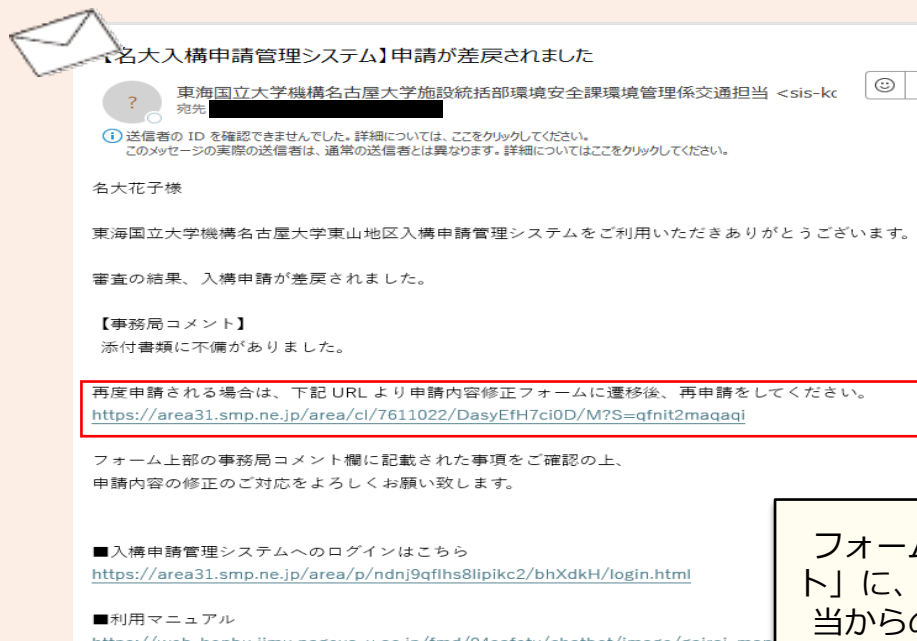 【名大入構申請管理システム】申請が差戻されました
?
東海国立大学機構名古屋大学施設統括部環境安全課環境管理係交通担当 <sis-kc
宛先
送信者の ID を確認できませんでした。詳細については、ここをクリックしてください。
このメッセージの実際の送信者は、通常の送信者とは異なります。詳細についてはここをクリックしてください。
名大花子様
東海国立大学機構名古屋大学東山地区入構申請管理システムをご利用いただきありがとうございます。
審査の結果、入構申請が差戻されました。
【事務局コメント】
添付書類に不備がありました。
再度申請される場合は、下記 URL より申請内容修正フォームに遷移後、再申請をしてください。
https://area31.smp.ne.jp/area/cl/7611022/DasyEfH7ci0D/M?S=qfnit2maqaqi
フォーム上部の事務局コメント欄に記載された事項をご確認の上、
申請内容の修正のご対応をよろしくお願い致します。
■入構申請管理システムへのログインはこちら
https://area31.smp.ne.jp/area/p/ndnj9qflhs8lipikc2/bhXdkH/login.html
■利用マニュアル
フォーム
ト」に、
当からの